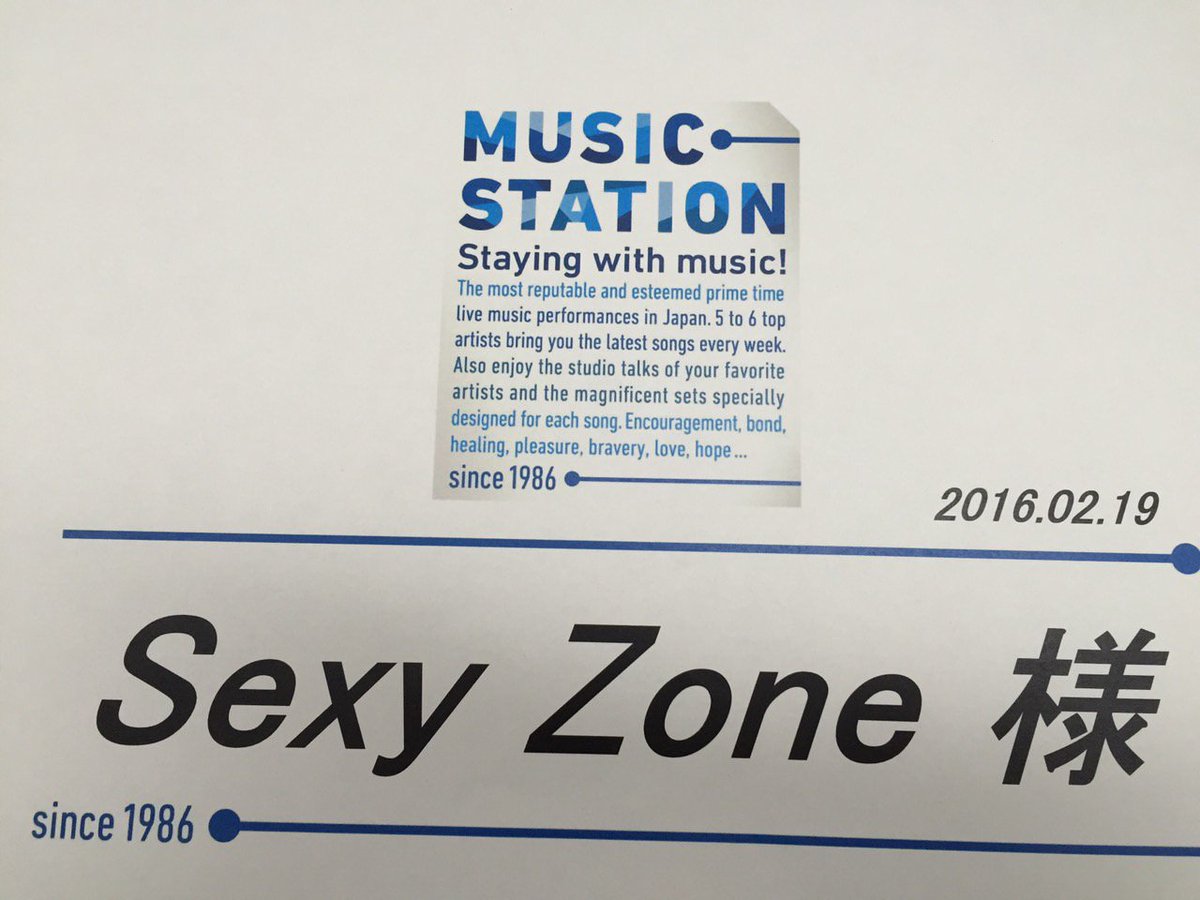 MUSIC
STATION
Staying with music!
The most reputable and esteemed prime time
live music performances in Japan. 5 to 6 top
artists bring you the latest songs every week.
Also enjoy the studio talks of your favorite
artists and the magnificent sets specially
designed for each song. Encouragement, bond,
healing, pleasure, bravery, love, hope...
since 1986
2016.02.19
Sexy Zone 様
since 1986